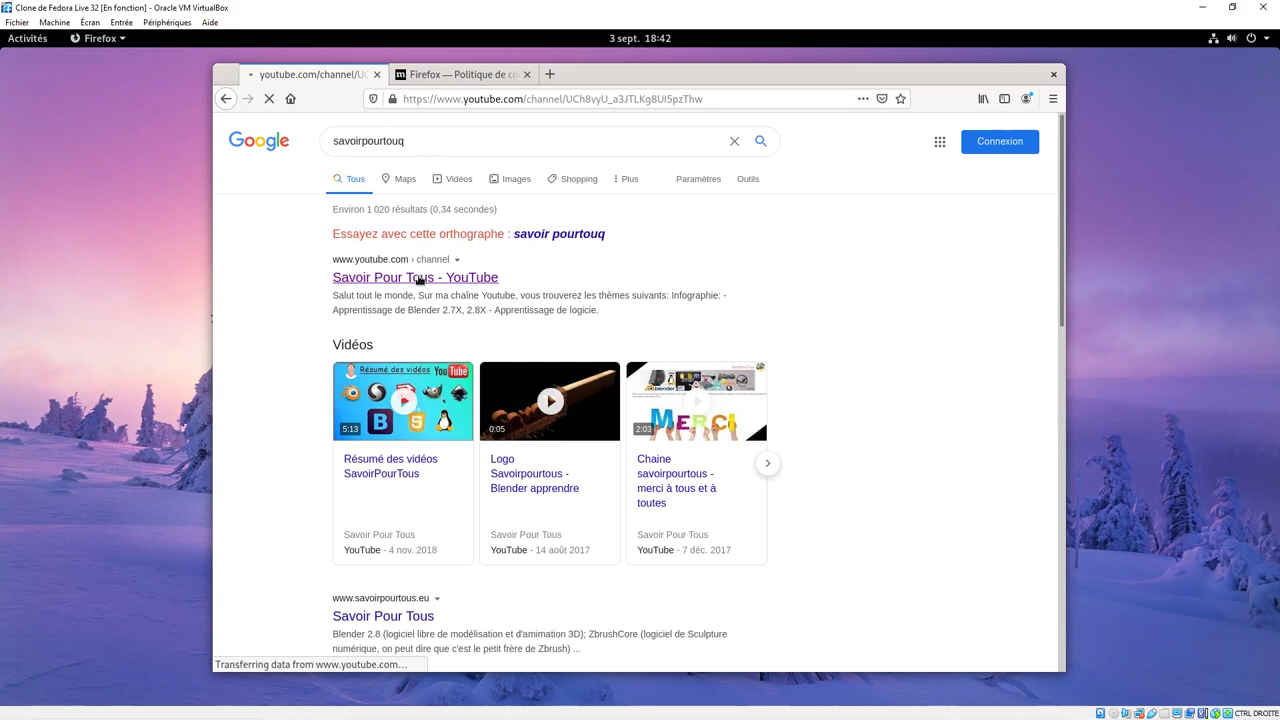 Clone de Fedora Live 32 [En fonction] - Oracle VM VirtualBox
Fichier Machine Écran Entrée Périphériques Aide
Activités Firefox 3 sept. 18:42
youtube.com/channel/UC Firefox — Politique de co
https://www.youtube.com/channel/UCh8vyU_a3JTLKg8UI5pzThw
Google savoirpourtouq Connexion
Tous Maps Vidéos Images Shopping Plus Paramètres Outils
Environ 1 020 résultats (0,34 secondes)
Essayez avec cette orthographe : savoir pourtouq
www.youtube.com › channel
Savoir Pour Tous - YouTube
Salut tout le monde, Sur ma chaîne Youtube, vous trouverez les thèmes suivants: Infographie: -
Apprentissage de Blender 2.7X, 2.8X - Apprentissage de logicie.
Vidéos
Résumé des vidéos YouTube
5:13
0:05
MERCI
2:03
Résumé des vidéos
SavoirPourTous
Savoir Pour Tous
YouTube - 4 nov. 2018
Logo
Savoirpourtous -
Blender apprendre
Savoir Pour Tous
YouTube - 14 août 2017
Chaine
savoirpourtous -
merci à tous et à
toutes
Savoir Pour Tous
YouTube - 7 déc. 2017
www.savoirpourtous.eu
Savoir Pour Tous
Blender 2.8 (logiciel libre de modélisation et d'amimation 3D); ZbrushCore (logiciel de Sculpture
numérique, on peut dire que c'est le petit frère de Zbrush) ...
Transferring data from www.youtube.com…
CTRL DROITE